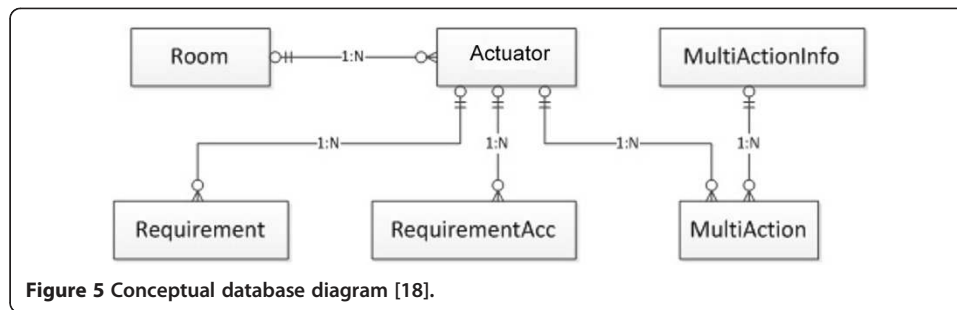 Room
1:N
Actuator
MultiActionInfo
1:N
1:N
1:N
1:N
Requirement
RequirementAcc
MultiAction
Figure 5 Conceptual database diagram [18].